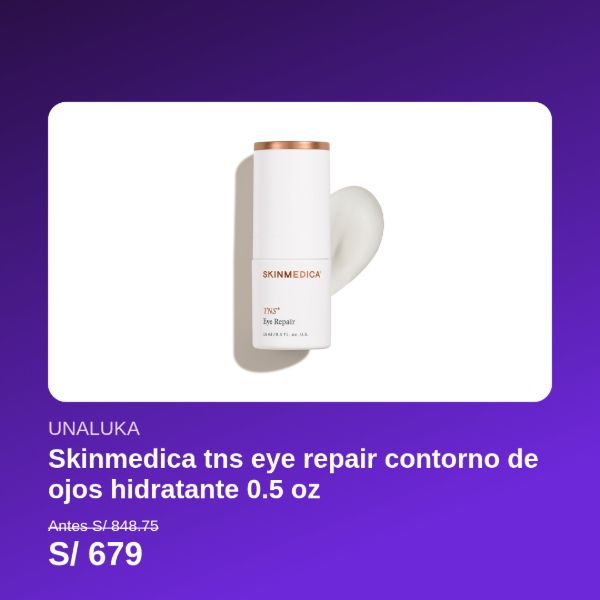 SKINMEDICA
TNS+
Eye Repair
UNALUKA
Skinmedica tns eye repair contorno de
ojos hidratante 0.5 oz
Antes S/ 848.75
S/ 679